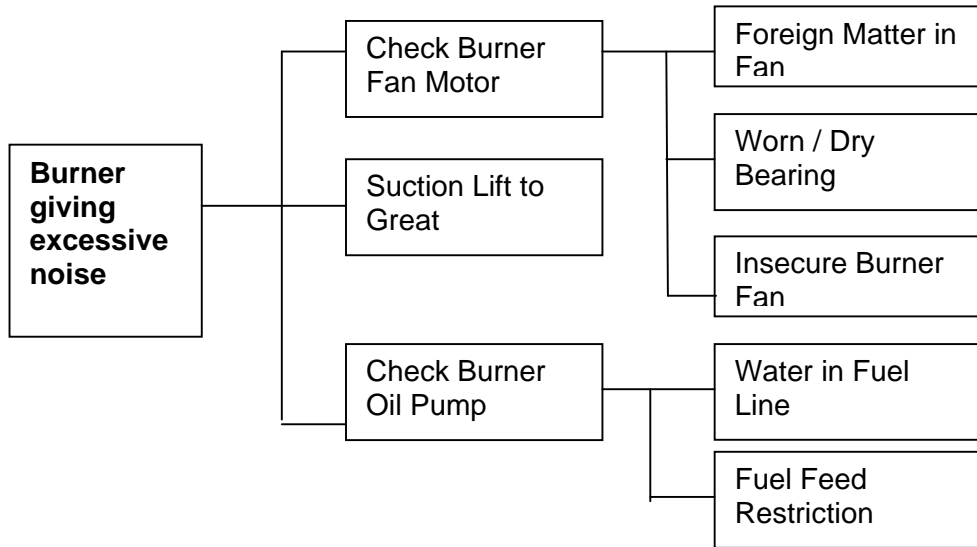 Burner
giving
excessive
noise
Check Burner
Fan Motor
Suction Lift to
Great
Check Burner
Oil Pump
Foreign Matter in
Fan
Worn / Dry
Bearing
Insecure Burner
Fan
Water in Fuel
Line
Fuel Feed
Restriction